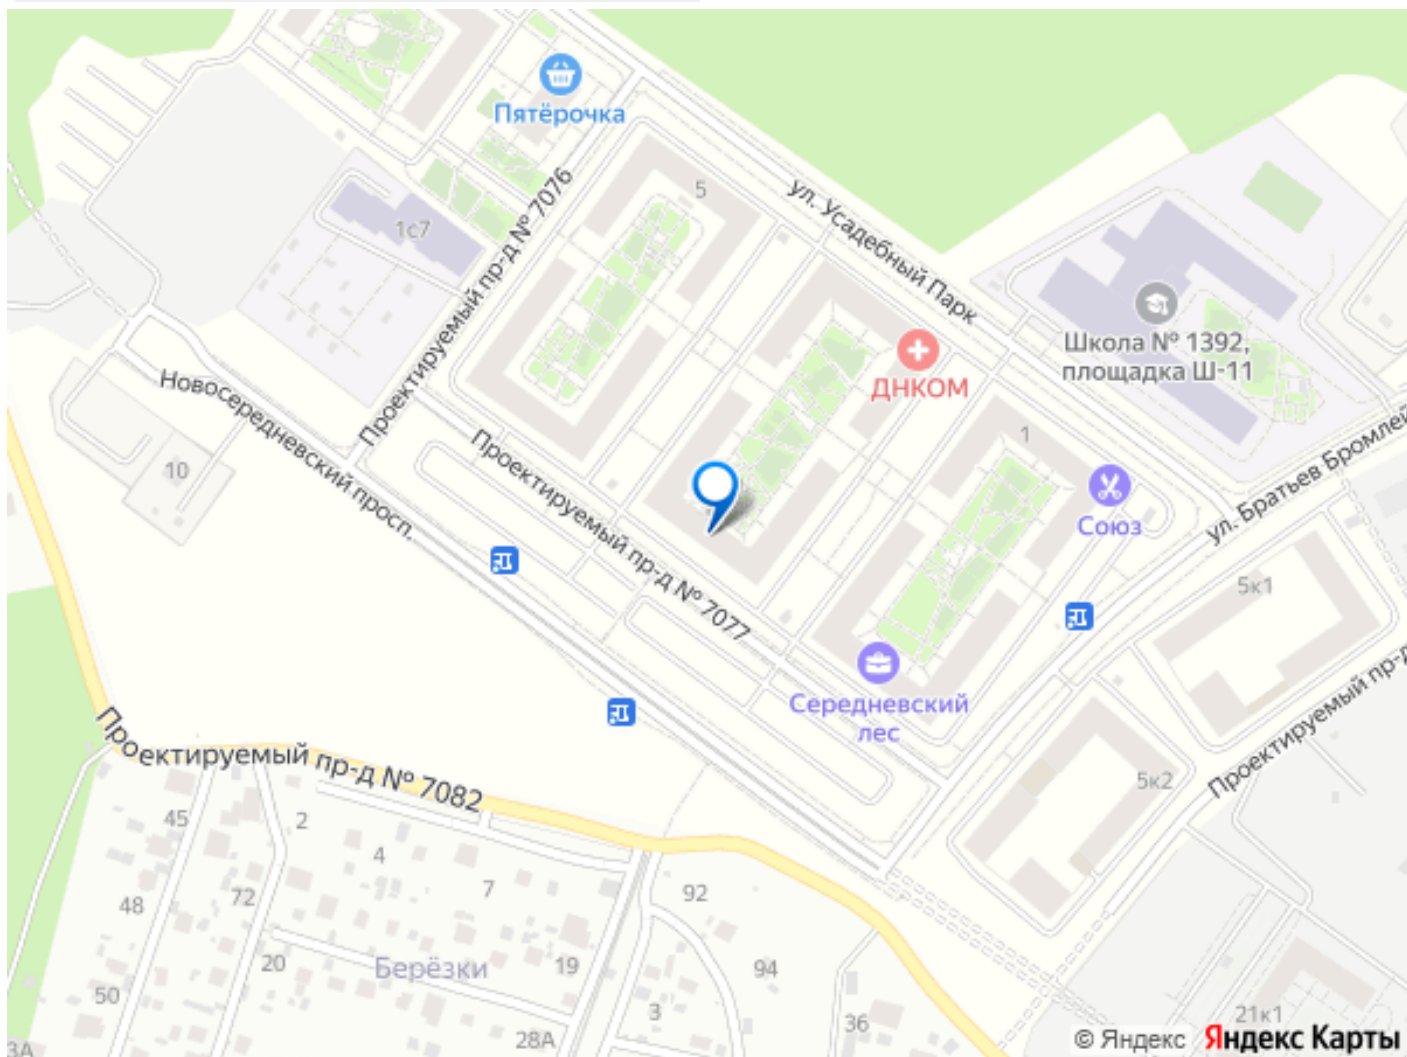 Пятёрочка
5
ул. Усадебный Парк
1с7
Проектируемый пр-д № 7076
ДНКОМ
Школа № 1392,
площадка Ш-11
Новосередневский просп.
10
Проектируемый пр-д № 7077
1
Союз
ул. Братьев Бромлей
5к1
Середневский
лес
5к2
Проектируемый пр-д
Проектируемый пр-д № 7082
45
2
4
7
92
48
72
20
Берёзки
19
94
50
3
36
21к1
28А
3А
© Яндекс Яндекс Карты